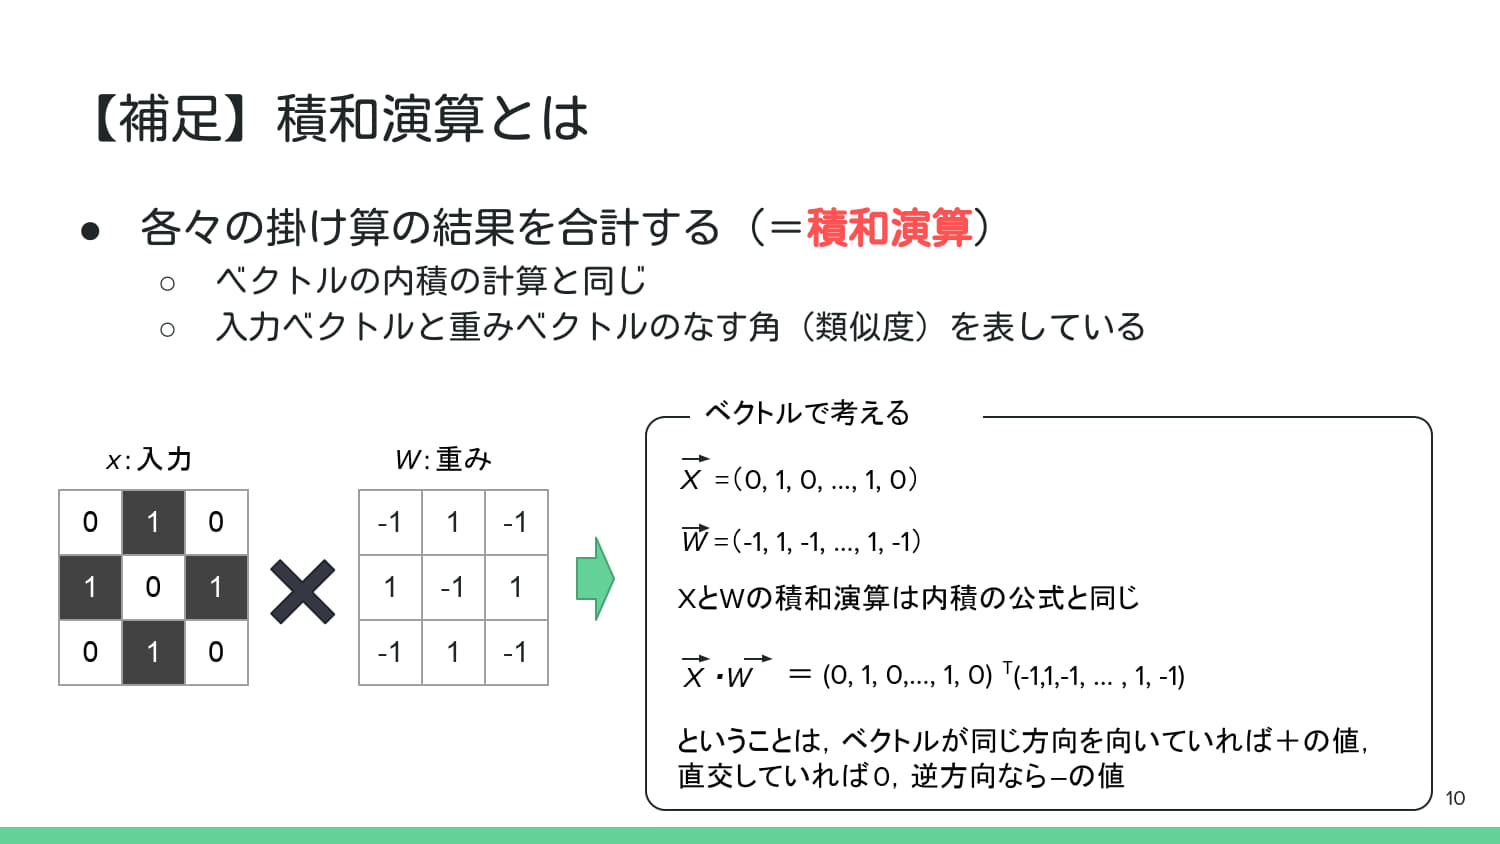 【補足】積和演算とは
● 各々の掛け算の結果を合計する（＝積和演算）
○ ベクトルの内積の計算と同じ
○ 入力ベクトルと重みベクトルのなす角（類似度）を表している
x:入力
0 1 0
1 0 1
0 1 0
W:重み
-1 1 -1
1 -1 1
-1 1 -1
ベクトルで考える
X =(0, 1, 0, ..., 1, 0)
W =(-1, 1, -1, ..., 1, -1)
XとWの積和演算は内積の公式と同じ
X・W ＝ (0, 1, 0,..., 1, 0) ᵀ(-1,1,-1, ... , 1, -1)
ということは，ベクトルが同じ方向を向いていれば＋の値，
直交していれば0，逆方向なら−の値
10